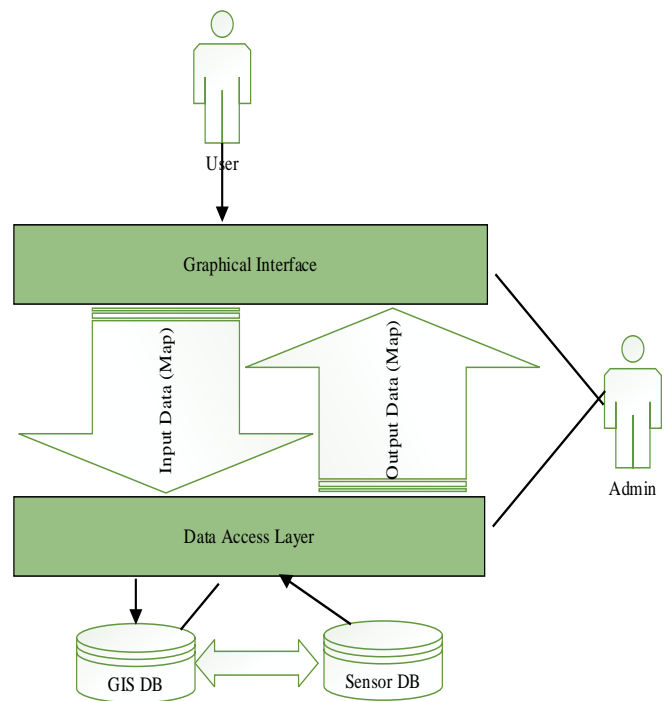 User
Graphical Interface
Input Data (Map)
Output Data (Map)
Admin
Data Access Layer
GIS DB
Sensor DB